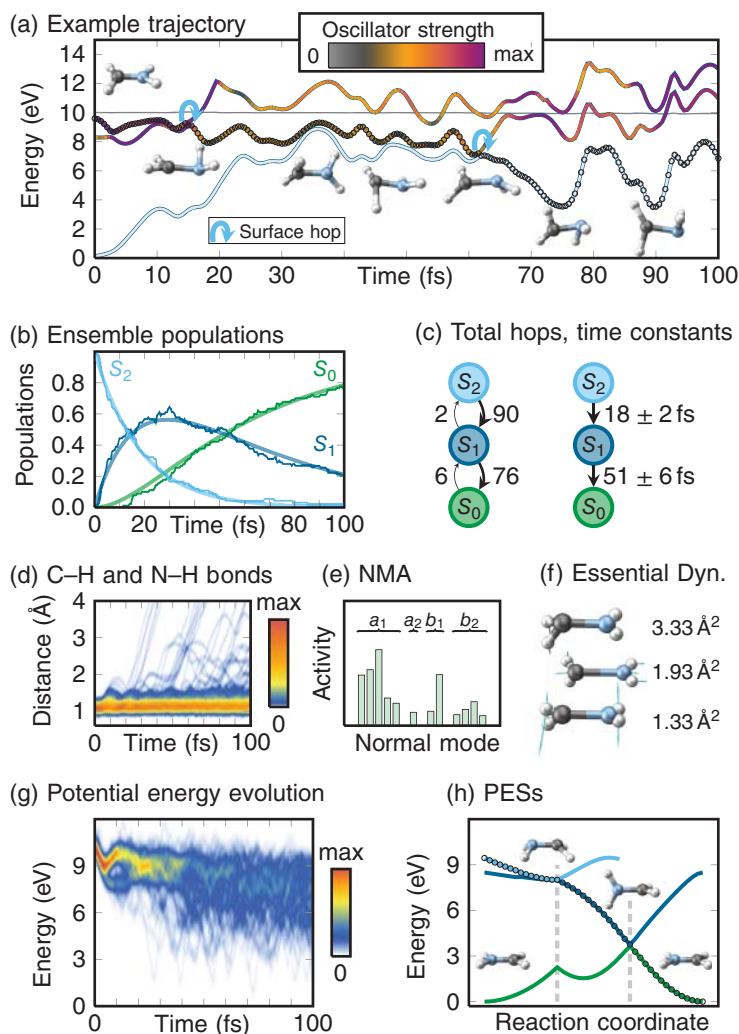 (a) Example trajectory
Oscillator strength
0 max
14
12
10
8
6
4
2
0
Energy (eV)
Surface hop
0 10 20 30 40 Time (fs) 70 80 90 100
(b) Ensemble populations
S2
S0
S1
0.8
0.6
0.4
0.2
0.0
Populations
20 Time (fs) 100
(c) Total hops, time constants
S2 S2
2 90 18 ± 2 fs
S1 S1
6 76 51 ± 6 fs
S0 S0
(d) C–H and N–H bonds
4
3
2
1
Distance (Å)
0 Time (fs) 100
max
0
(e) NMA
a1 a2 b1 b2
Activity
Normal mode
(f) Essential Dyn.
3.33 Å²
1.93 Å²
1.33 Å²
(g) Potential energy evolution
9
6
3
0
Energy (eV)
0 Time (fs) 100
max
0
(h) PESs
9
6
3
0
Energy (eV)
Reaction coordinate